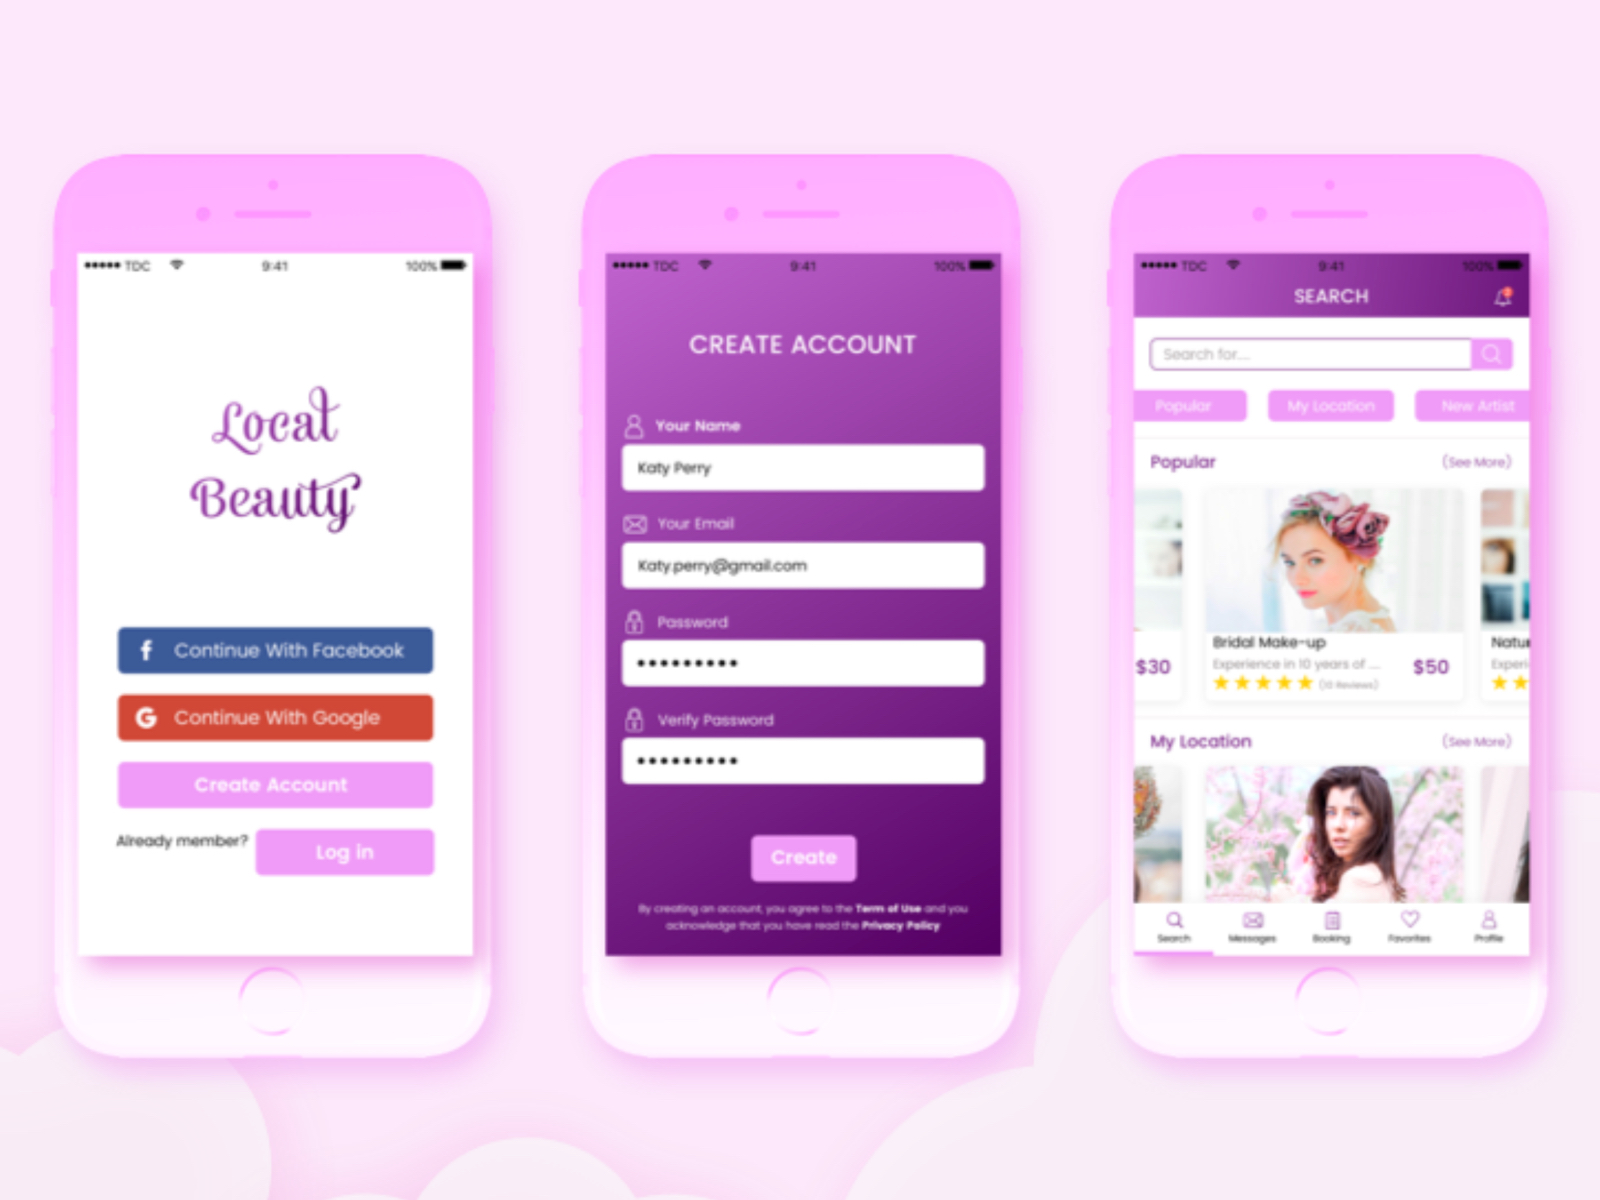 TDC 9:41 100%
Local
Beauty
Continue With Facebook
Continue With Google
Create Account
Already member?
Log in
TDC 9:41 100%
CREATE ACCOUNT
Your Name
Katy Perry
Your Email
Katy.perry@gmail.com
Password
Verify Password
Create
By creating an account, you agree to the Term of Use and you
acknowledge that you have read the Privacy Policy
TDC 9:41 100%
SEARCH
Search for....
Popular My Location New Artist
Popular (See More)
Bridal Make-up
Experience in 10 years of ....
(10 Reviews)
$30 $50
My Location (See More)
Search Messages Booking Favorites Profile